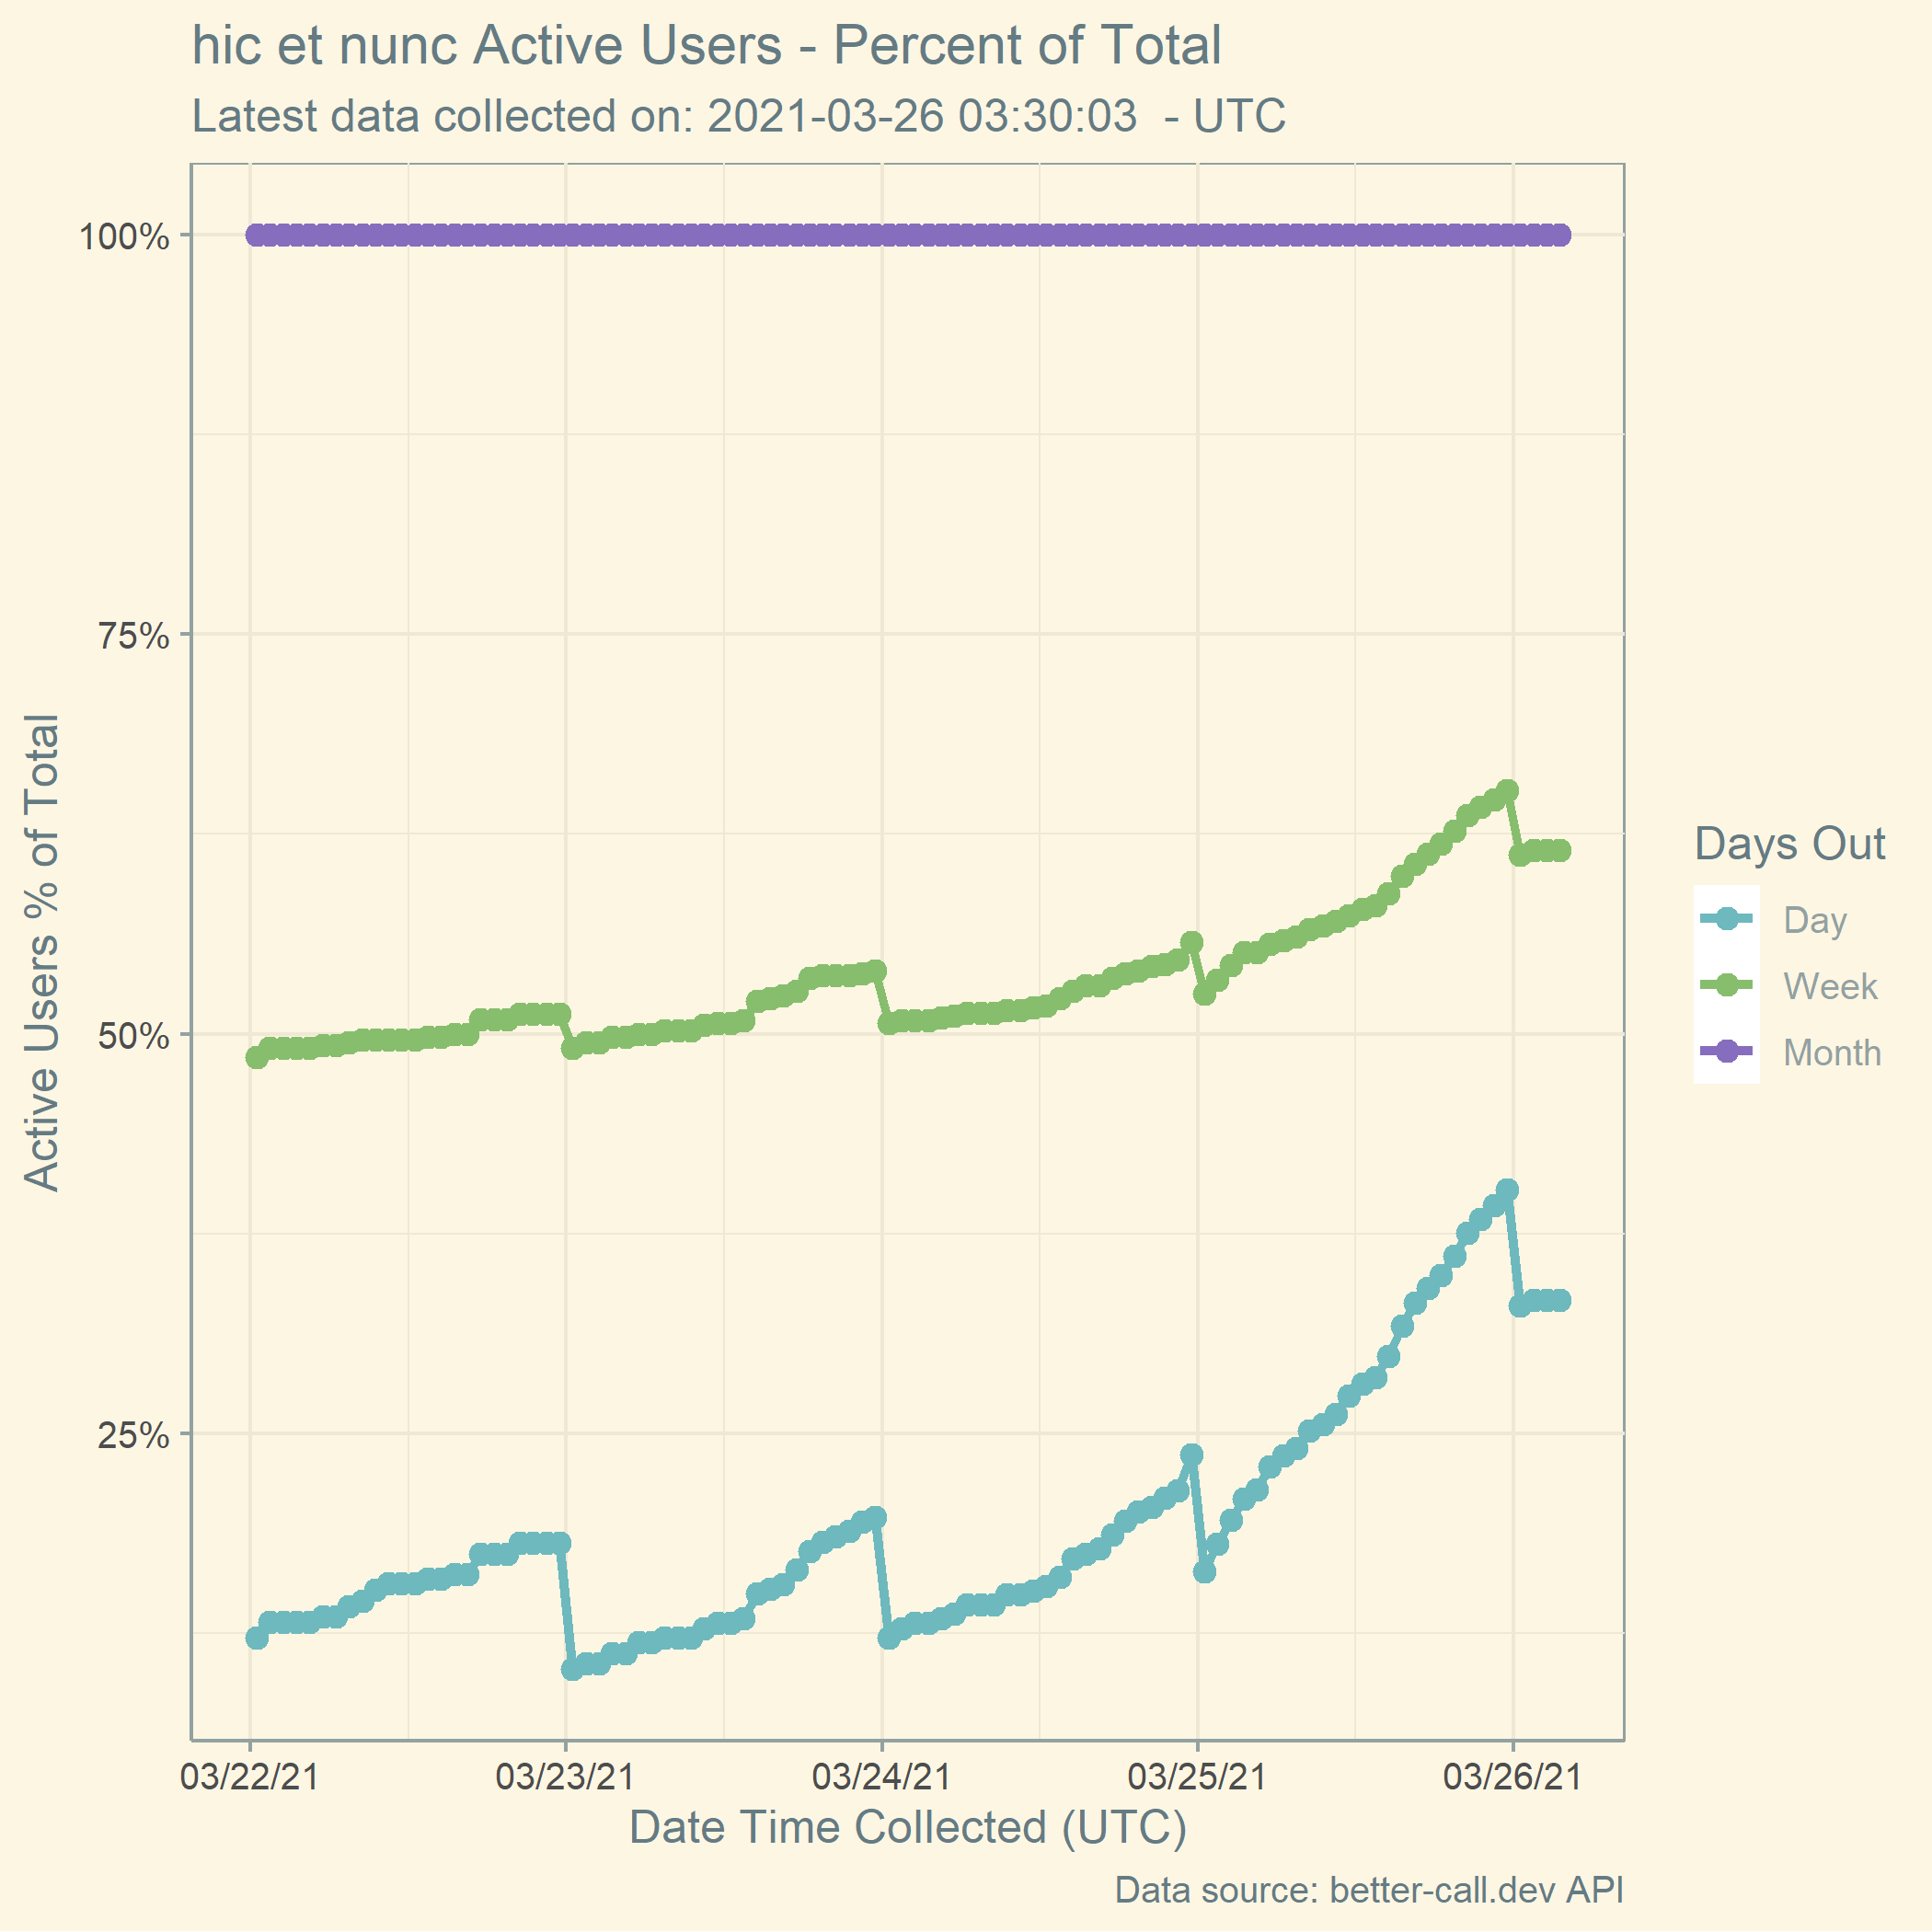 hic et nunc Active Users - Percent of Total
Latest data collected on: 2021-03-26 03:30:03  - UTC
100%
75%
50%
25%
Active Users % of Total
03/22/21 03/23/21 03/24/21 03/25/21 03/26/21
Date Time Collected (UTC)
Days Out
Day
Week
Month
Data source: better-call.dev API